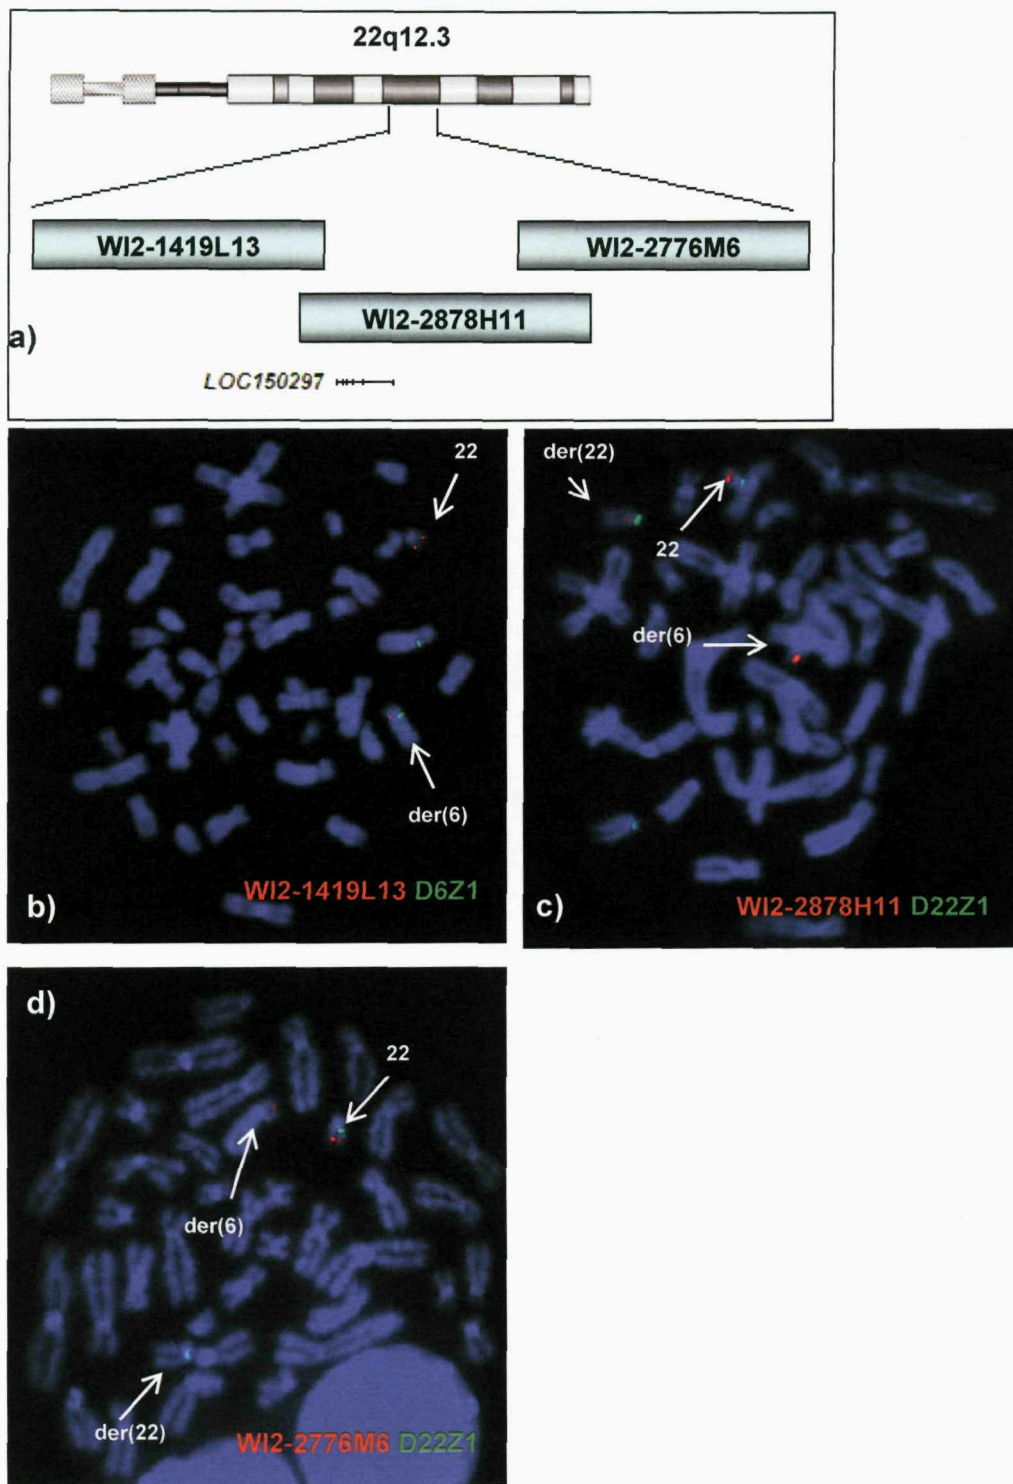 22q12.3
WI2-1419L13
WI2-2776M6
WI2-2878H11
a)
LOC150297
22
der(6)
WI2-1419L13 D6Z1
b)
der(22)
22
der(6)
WI2-2878H11 D22Z1
c)
d)
22
der(6)
der(22)
WI2-2776M6 D22Z1